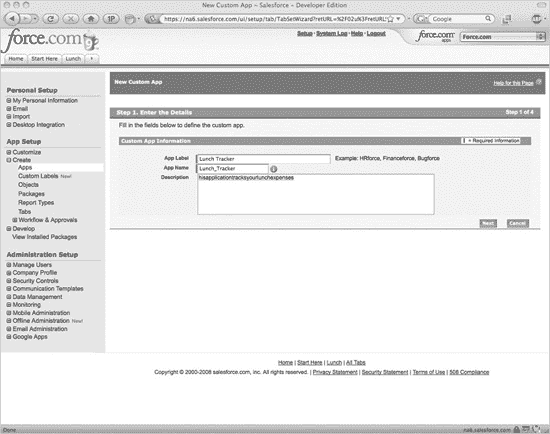 New Custom App ~ Salesforce - Developer Edition
https://na6.salesforce.com/ui/setup/tab/TabSetWizard?retURL=%2F02u%3FretURL
Google
force.com
Setup · System Log · Help · Logout
force.com
apps
Force.com
Home
Start Here
Lunch
New Custom App
Help for this Page
Personal Setup
My Personal Information
Email
Import
Desktop Integration
App Setup
Customize
Create
Apps
Custom Labels New!
Objects
Packages
Report Types
Tabs
Workflow & Approvals
Develop
View Installed Packages
Administration Setup
Manage Users
Company Profile
Security Controls
Communication Templates
Data Management
Monitoring
Mobile Administration
Offline Administration New!
Email Administration
Google Apps
Step 1. Enter the Details
Step 1 of 4
Fill in the fields below to define the custom app.
Custom App Information
= Required Information
App Label
Lunch Tracker
Example: HRforce, Financeforce, Bugforce
App Name
Lunch_Tracker
Description
hisapplicationtracksyourlunchexpenses
Next
Cancel
Home | Start Here | Lunch | All Tabs
Copyright © 2000-2008 salesforce.com, inc. All rights reserved. | Privacy Statement | Security Statement | Terms of Use | 508 Compliance
Done
na6.salesforce.com